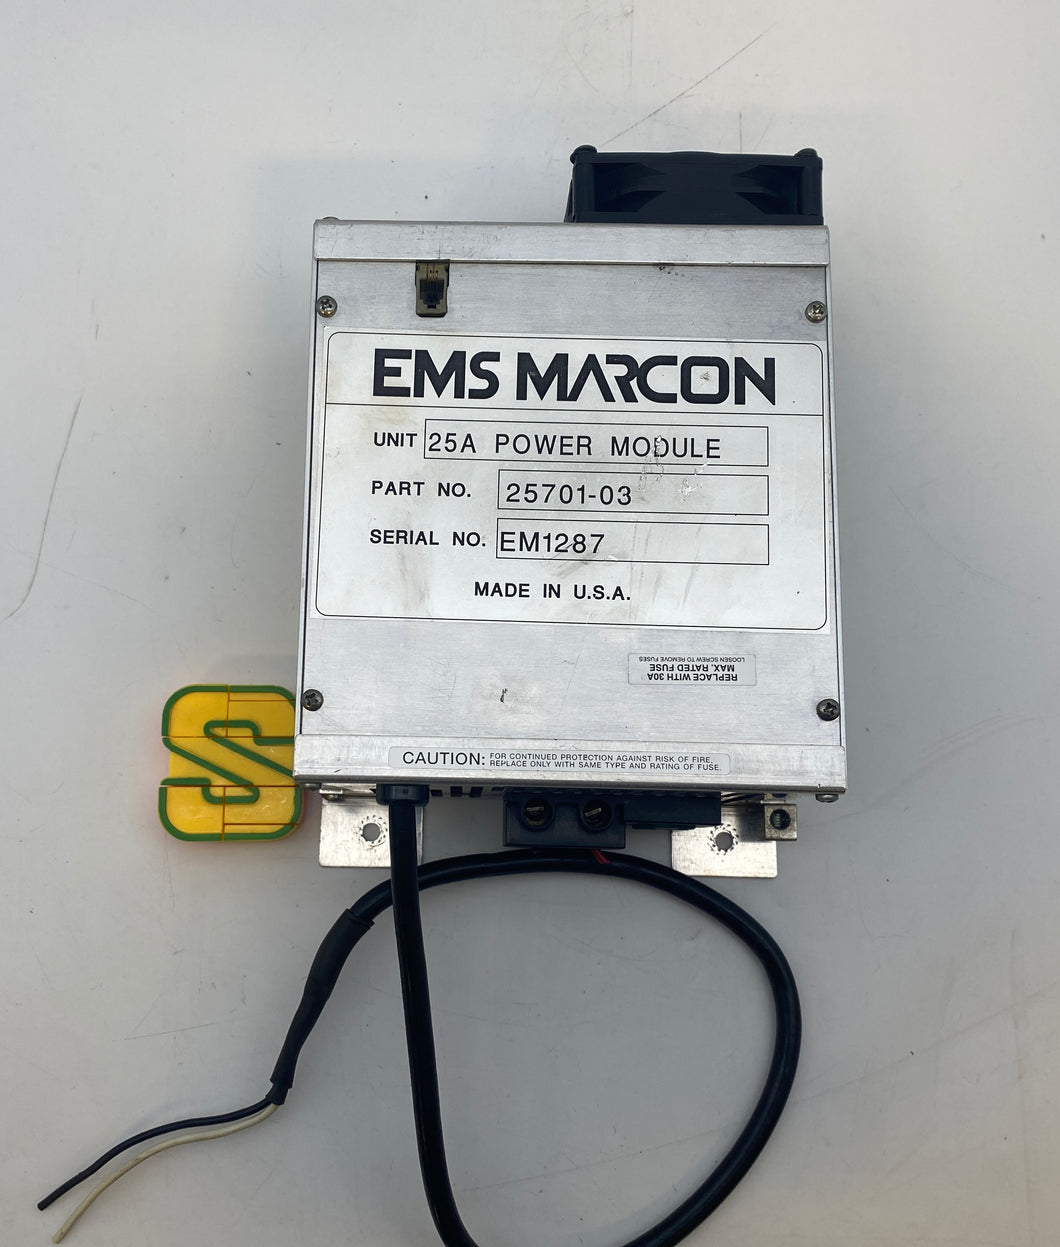 EMS MARCON
UNIT 25A POWER MODULE
PART NO. 25701-03
SERIAL NO. EM1287
MADE IN U.S.A.
REPLACE WITH 30A
MAX. RATED FUSE
LOOSEN SCREW TO REMOVE FUSES
S
CAUTION: FOR CONTINUED PROTECTION AGAINST RISK OF FIRE,
REPLACE ONLY WITH SAME TYPE AND RATING OF FUSE.